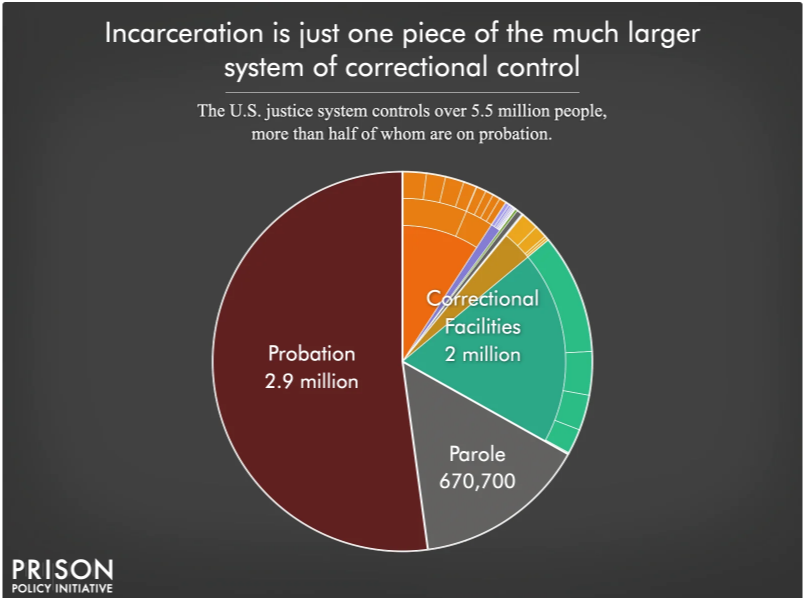 Incarceration is just one piece of the much larger
system of correctional control
The U.S. justice system controls over 5.5 million people,
more than half of whom are on probation.
Correctional
Facilities
2 million
Probation
2.9 million
Parole
670,700
PRISON
POLICY INITIATIVE